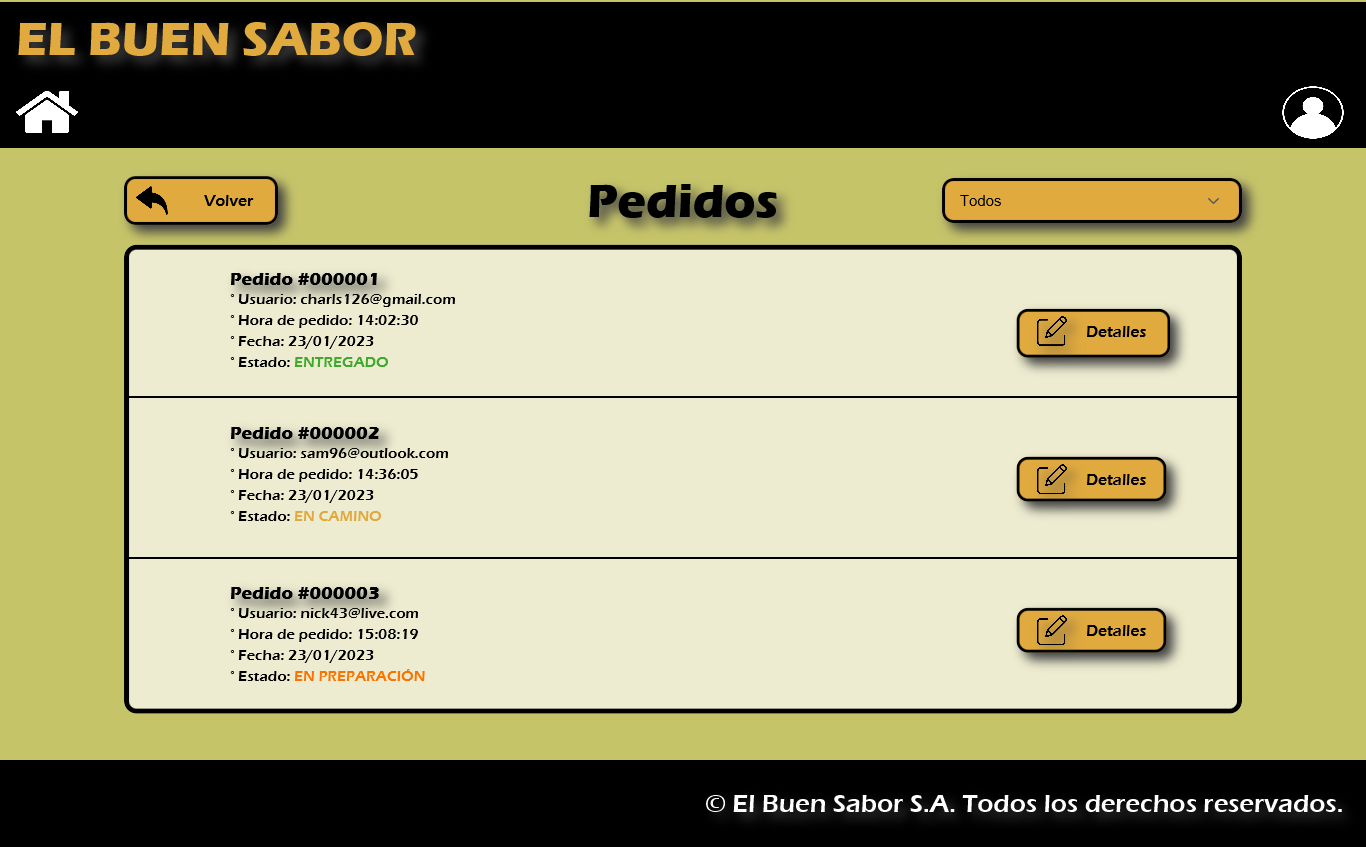 EL BUEN SABOR
Volver
Pedidos
Todos
Pedido #000001
° Usuario: charls126@gmail.com
° Hora de pedido: 14:02:30
° Fecha: 23/01/2023
° Estado: ENTREGADO
Detalles
Pedido #000002
° Usuario: sam96@outlook.com
° Hora de pedido: 14:36:05
° Fecha: 23/01/2023
° Estado: EN CAMINO
Detalles
Pedido #000003
° Usuario: nick43@live.com
° Hora de pedido: 15:08:19
° Fecha: 23/01/2023
° Estado: EN PREPARACIÓN
Detalles
© El Buen Sabor S.A. Todos los derechos reservados.